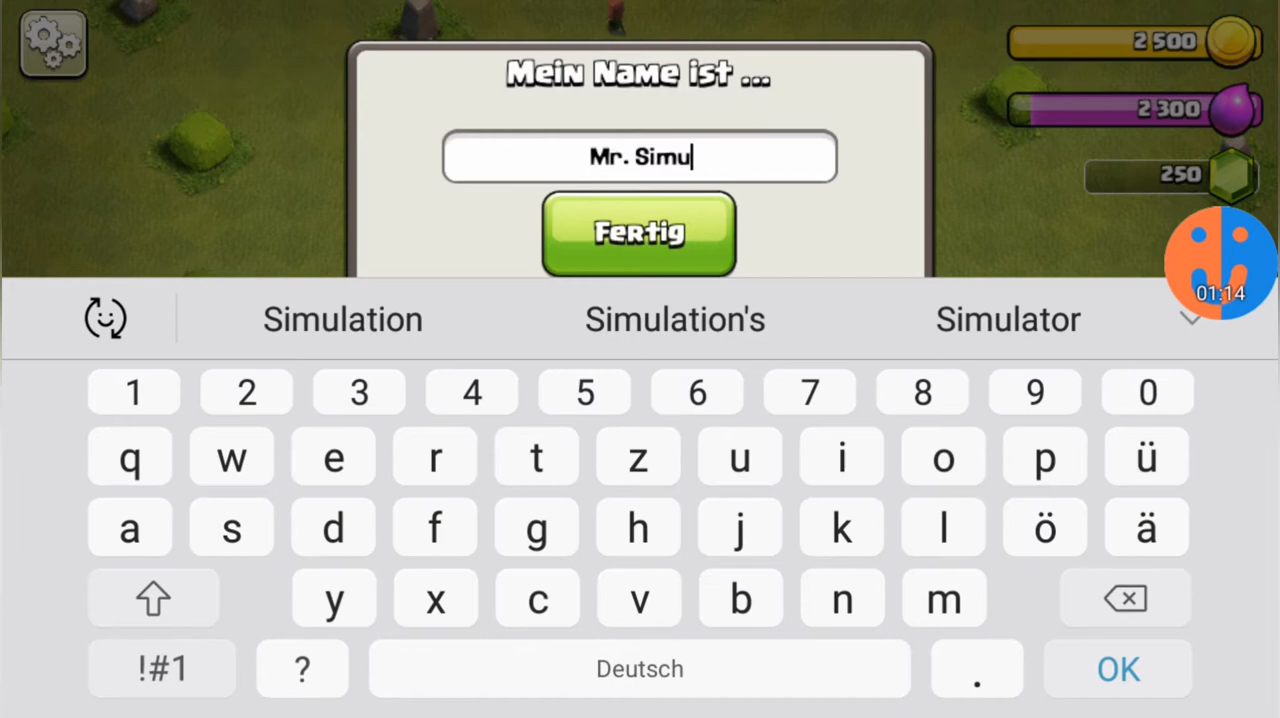 Mein Name ist ...
2 500
Mr. Simu
2 300
250
Fertig
01:14
Simulation Simulation's Simulator
1 2 3 4 5 6 7 8 9 0
q w e r t z u i o p ü
a s d f g h j k l ö ä
y x c v b n m
!#1 ? Deutsch . OK